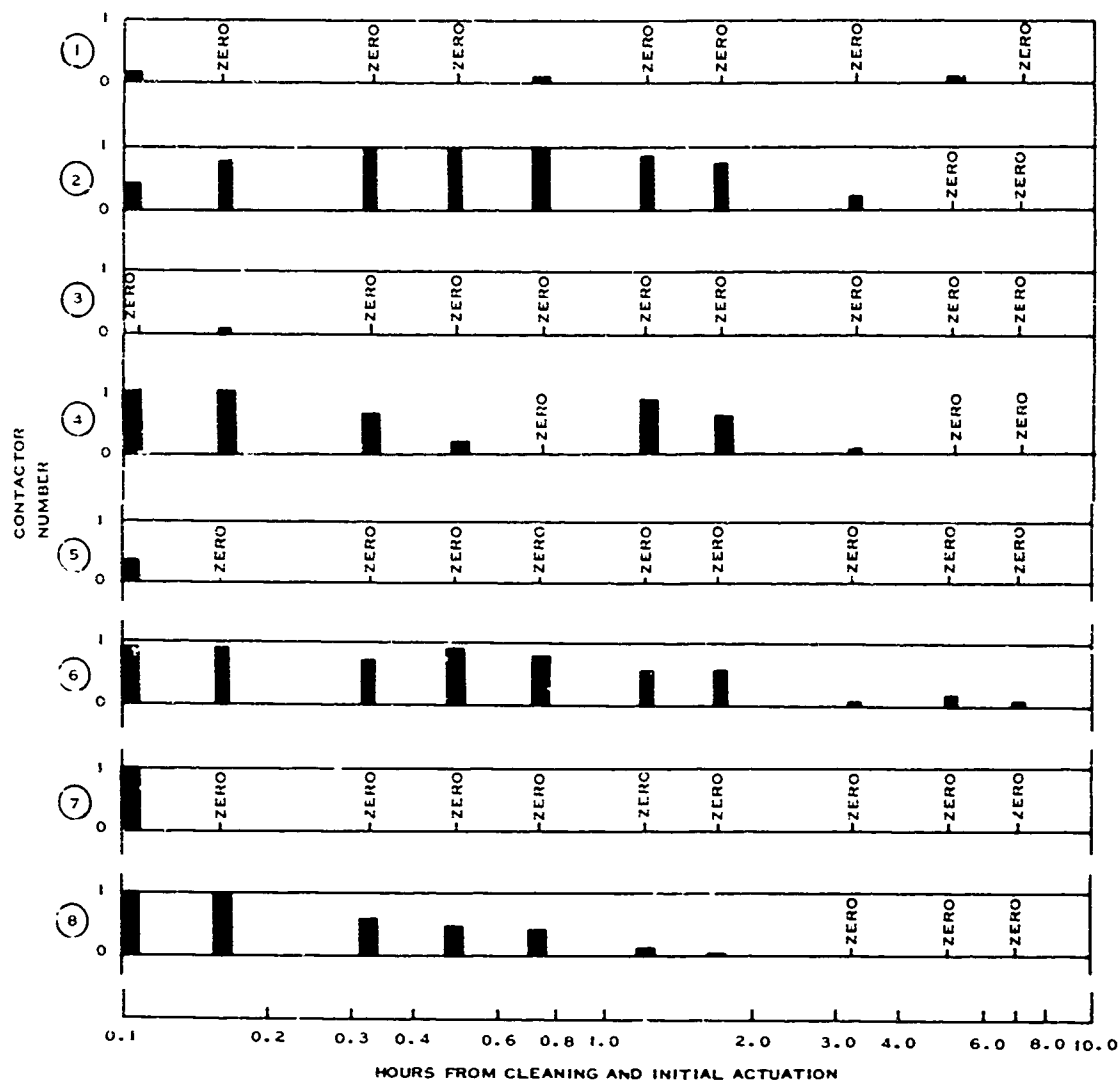 1
① ZERO ZERO ZERO ZERO ZERO ZERO ZERO
0
1
② ZERO ZERO
0
1
③ ZERO ZERO ZERO ZERO ZERO ZERO ZERO ZERO ZERO
0
1
④ ZERO ZERO ZERO
0
CONTACTOR
NUMBER
1
⑤ ZERO ZERO ZERO ZERO ZERO ZERO ZERO ZERO ZERO
0
1
⑥
0
1
⑦ ZERO ZERO ZERO ZERO ZERO ZERO ZERO ZERO ZERO
0
1
⑧ ZERO ZERO ZERO
0
0.1 0.2 0.3 0.4 0.6 0.8 1.0 2.0 3.0 4.0 6.0 8.0 10.0
HOURS FROM CLEANING AND INITIAL ACTUATION